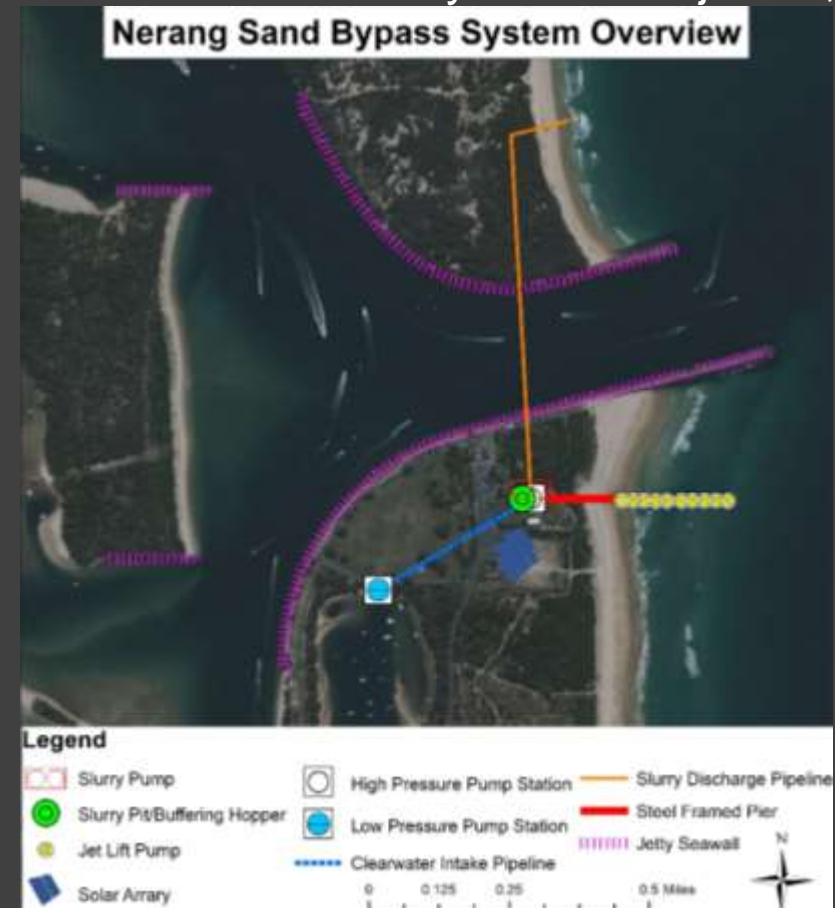 Nerang Sand Bypass System Overview
Legend
Slurry Pump
Slurry Pit/Buffering Hopper
Jet Lift Pump
Solar Arrary
High Pressure Pump Station
Low Pressure Pump Station
Clearwater Intake Pipeline
Slurry Discharge Pipeline
Steel Framed Pier
Jetty Seawall
N
0 0.125 0.25 0.5 Miles